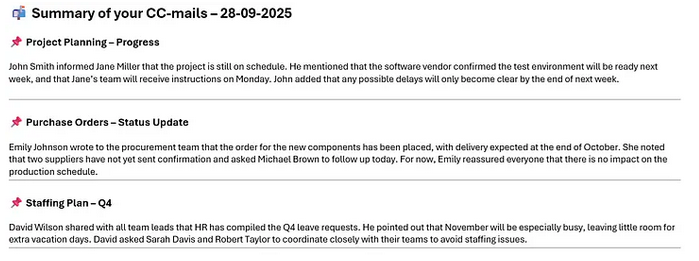 📬 Summary of your CC-mails – 28-09-2025
📌 Project Planning – Progress
John Smith informed Jane Miller that the project is still on schedule. He mentioned that the software vendor confirmed the test environment will be ready next
week, and that Jane's team will receive instructions on Monday. John added that any possible delays will only become clear by the end of next week.
📌 Purchase Orders – Status Update
Emily Johnson wrote to the procurement team that the order for the new components has been placed, with delivery expected at the end of October. She noted
that two suppliers have not yet sent confirmation and asked Michael Brown to follow up today. For now, Emily reassured everyone that there is no impact on the
production schedule.
📌 Staffing Plan – Q4
David Wilson shared with all team leads that HR has compiled the Q4 leave requests. He pointed out that November will be especially busy, leaving little room for
extra vacation days. David asked Sarah Davis and Robert Taylor to coordinate closely with their teams to avoid staffing issues.